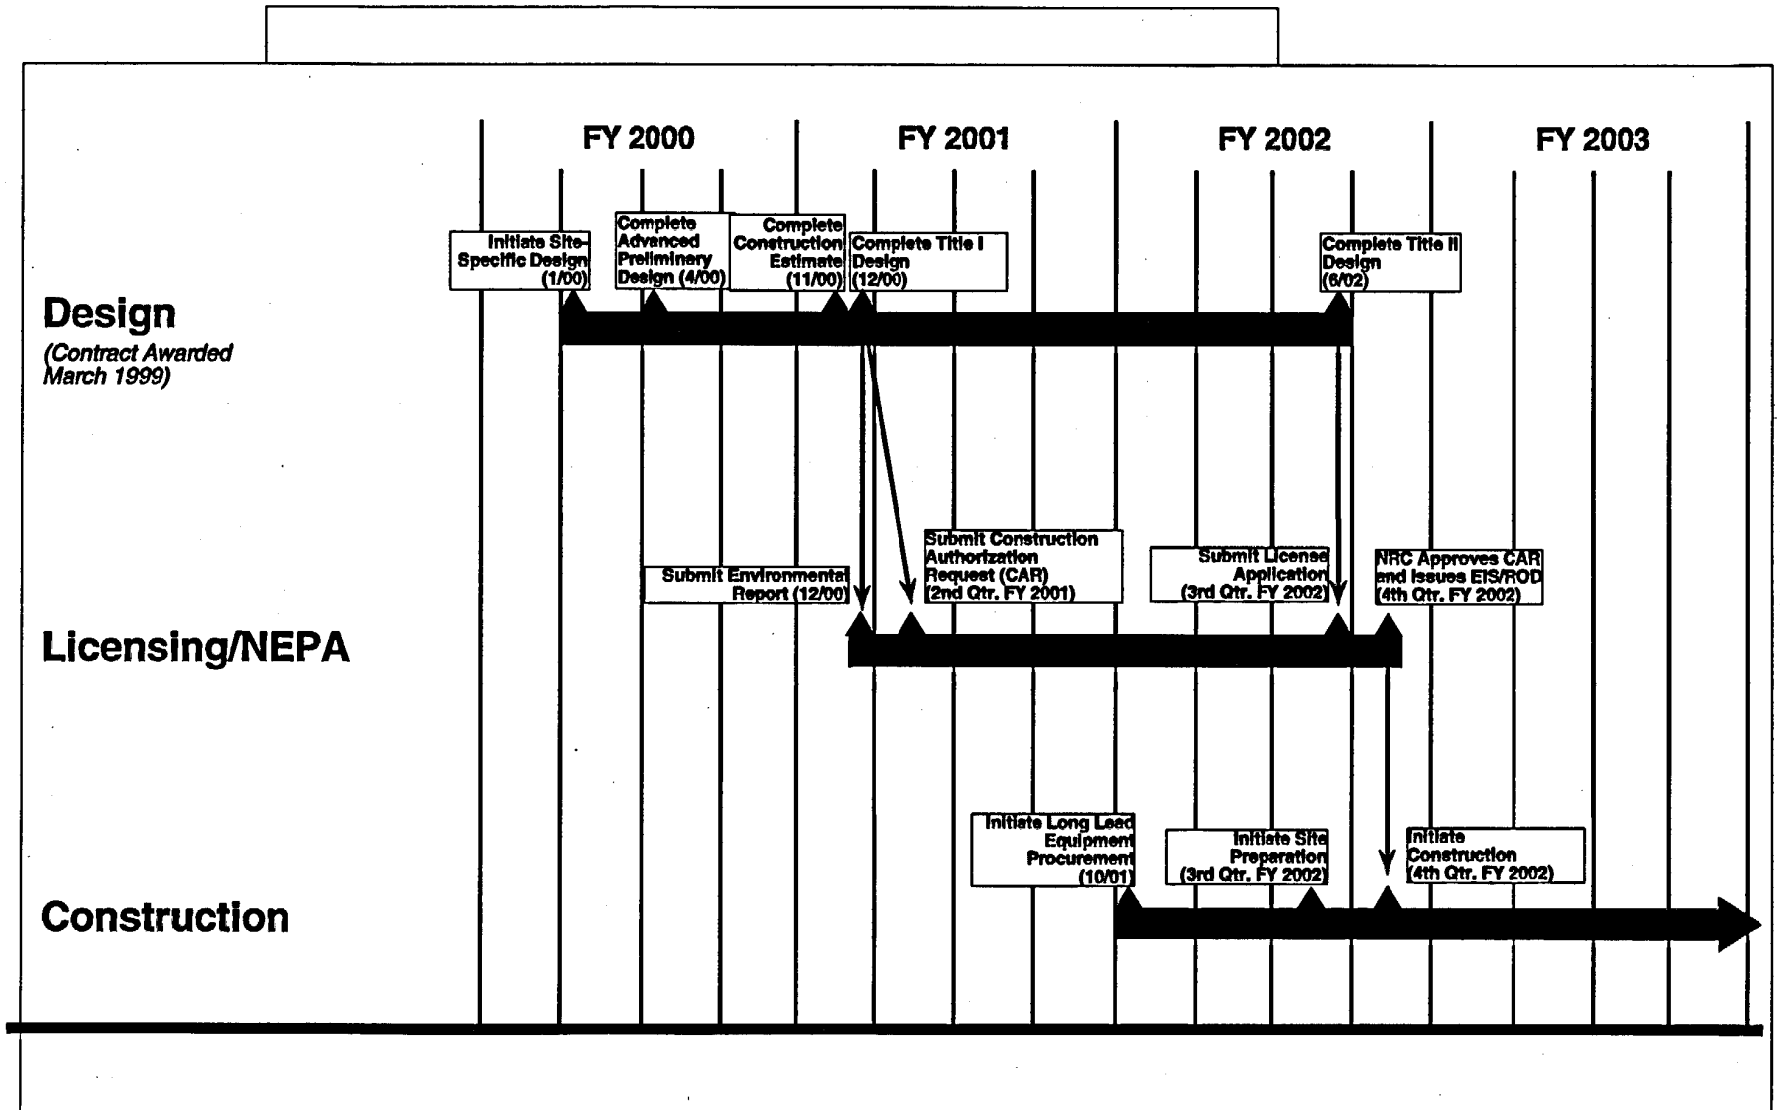 FY 2000
FY 2001
FY 2002
FY 2003
Initiate Site-
Specific Design
(1/00)
Complete
Advanced
Preliminary
Design (4/00)
Complete
Construction
Estimate
(11/00)
Complete Title I
Design
(12/00)
Complete Title II
Design
(6/02)
Design
(Contract Awarded
March 1999)
Submit Environmental
Report (12/00)
Submit Construction
Authorization
Request (CAR)
(2nd Qtr. FY 2001)
Submit License
Application
(3rd Qtr. FY 2002)
NRC Approves CAR
and Issues EIS/ROD
(4th Qtr. FY 2002)
Licensing/NEPA
Initiate Long Lead
Equipment
Procurement
(10/01)
Initiate Site
Preparation
(3rd Qtr. FY 2002)
Initiate
Construction
(4th Qtr. FY 2002)
Construction